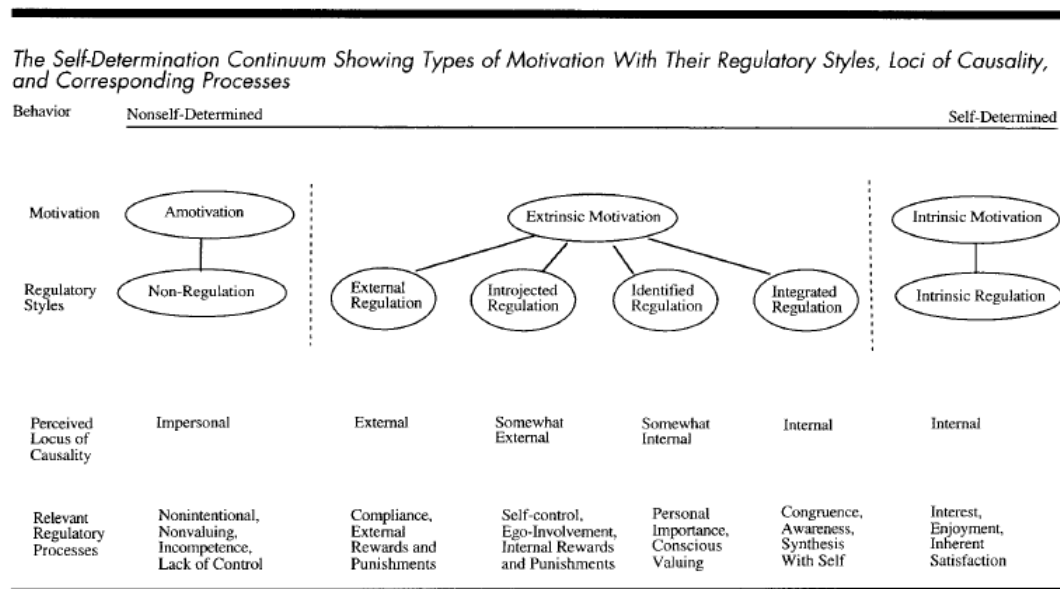 The Self-Determination Continuum Showing Types of Motivation With Their Regulatory Styles, Loci of Causality,
and Corresponding Processes
Behavior Nonself-Determined Self-Determined
Motivation Amotivation Extrinsic Motivation Intrinsic Motivation
Regulatory
Styles
Non-Regulation
External
Regulation
Introjected
Regulation
Identified
Regulation
Integrated
Regulation
Intrinsic Regulation
Perceived
Locus of
Causality
Impersonal
External
Somewhat
External
Somewhat
Internal
Internal
Internal
Relevant
Regulatory
Processes
Nonintentional,
Nonvaluing,
Incompetence,
Lack of Control
Compliance,
External
Rewards and
Punishments
Self-control,
Ego-Involvement,
Internal Rewards
and Punishments
Personal
Importance,
Conscious
Valuing
Congruence,
Awareness,
Synthesis
With Self
Interest,
Enjoyment,
Inherent
Satisfaction